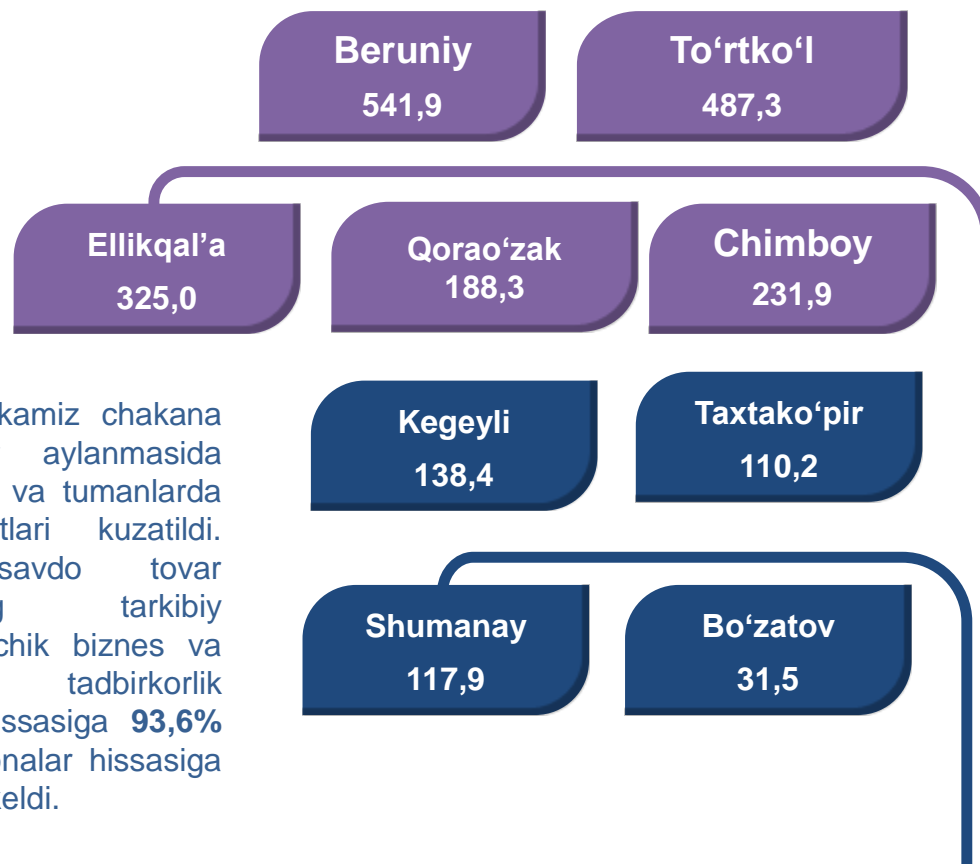 Beruniy
541,9
To‘rtko‘l
487,3
Ellikqal’a
325,0
Qorao‘zak
188,3
Chimboy
231,9
Kegeyli
138,4
Taxtako‘pir
110,2
Shumanay
117,9
Bo‘zatov
31,5
kamiz chakana
aylanmasida
va tumanlarda
tlari kuzatildi.
savdo tovar
g tarkibiy
chik biznes va
tadbirkorlik
issasiga 93,6%
onalar hissasiga
keldi.